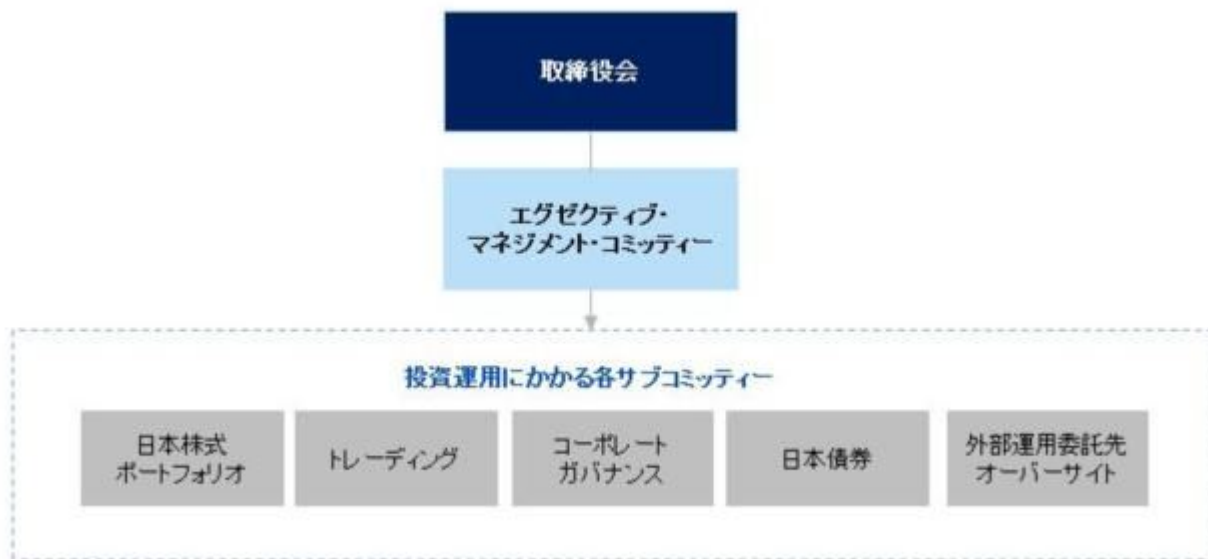 取締役会
エグゼクティブ・
マネジメント・コミッティー
投資運用にかかる各サブコミッティー
日本株式
ポートフォリオ
トレーディング
コーポレート
ガバナンス
日本債券
外部運用委託先
オーバーサイト